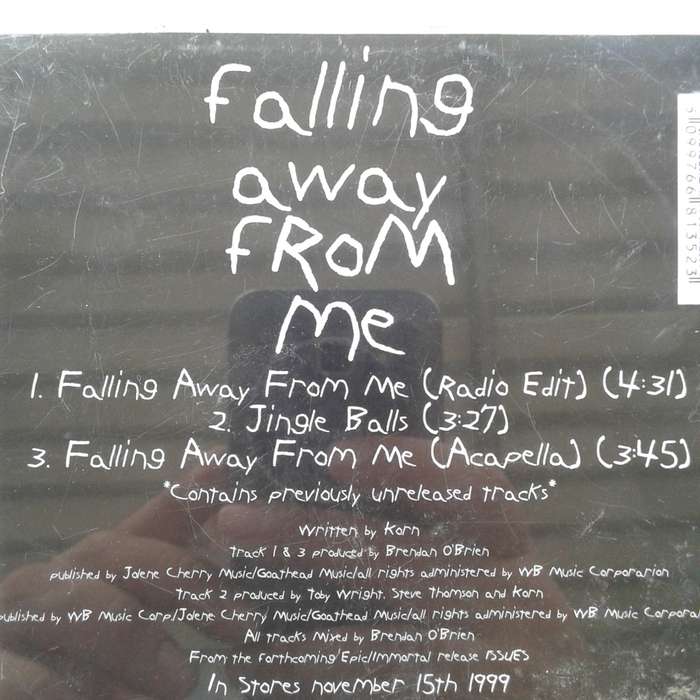 Falling
away
FROM
Me
1. Falling Away From Me (Radio Edit) (4:31)
2. Jingle Balls (3:27)
3. Falling Away From Me (Acapella) (3:45)
*Contains previously unreleased tracks*
Written by Korn
Track 1 & 3 produced by Brendan O'Brien
published by Jolene Cherry Music/Goathead Music/all rights administered by WB Music Corporarion
Track 2 produced by Toby Wright. Steve Thomson and Korn
published by WB Music Corp/Jolene Cherry Music/Goathead Music/all rights administered by WB Music Corpora
All tracks mixed by Brendan O'Brien
From the forthcoming Epic/Immortal release ISSUES
In Stores november 15th 1999